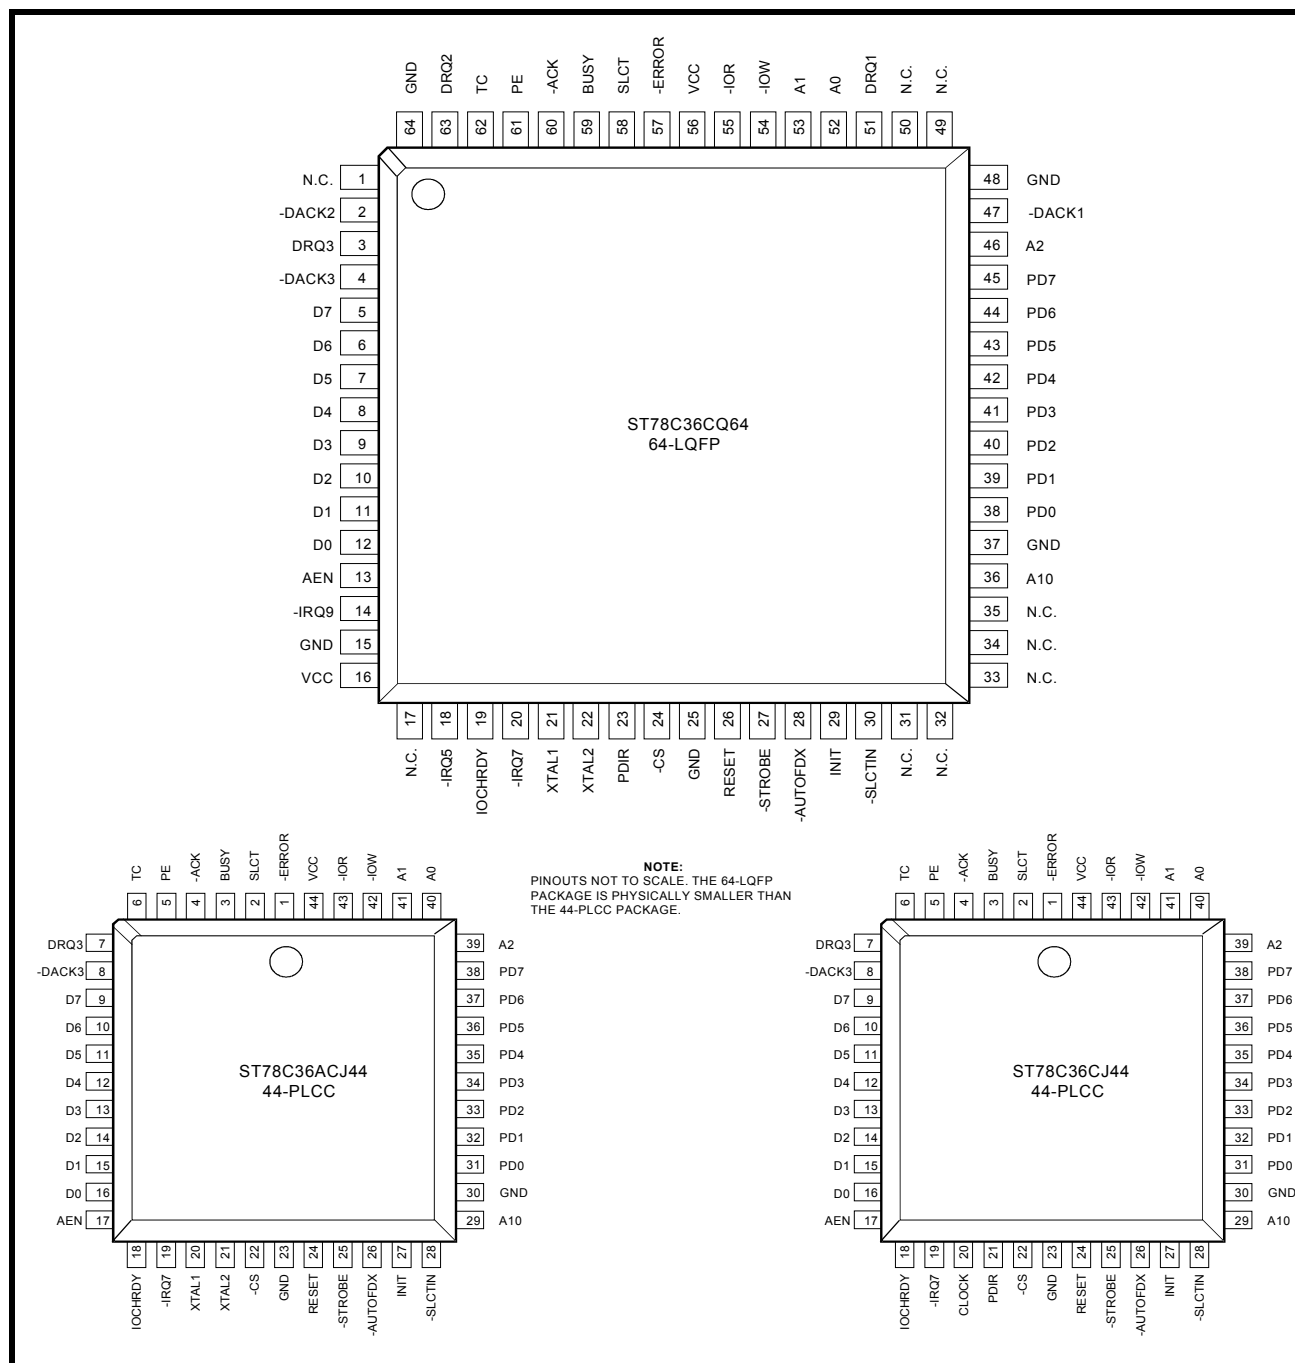 GND DRQ2 TC PE -ACK BUSY SLCT -ERROR VCC -IOR -IOW A1 A0 DRQ1 N.C. N.C.
64 63 62 61 60 59 58 57 56 55 54 53 52 51 50 49
N.C. 1 48 GND
-DACK2 2 47 -DACK1
DRQ3 3 46 A2
-DACK3 4 45 PD7
D7 5 44 PD6
D6 6 43 PD5
D5 7 42 PD4
D4 8 41 PD3
ST78C36CQ64
64-LQFP
D3 9 40 PD2
D2 10 39 PD1
D1 11 38 PD0
D0 12 37 GND
AEN 13 36 A10
-IRQ9 14 35 N.C.
GND 15 34 N.C.
VCC 16 33 N.C.
17 18 19 20 21 22 23 24 25 26 27 28 29 30 31 32
N.C. -IRQ5 IOCHRDY -IRQ7 XTAL1 XTAL2 PDIR -CS GND RESET -STROBE -AUTOFDX INIT -SLCTIN N.C. N.C.
TC PE -ACK BUSY SLCT -ERROR VCC -IOR -IOW A1 A0
6 5 4 3 2 1 44 43 42 41 40
DRQ3 7 39 A2
-DACK3 8 38 PD7
D7 9 37 PD6
D6 10 36 PD5
D5 11 35 PD4
ST78C36ACJ44
44-PLCC
D4 12 34 PD3
D3 13 33 PD2
D2 14 32 PD1
D1 15 31 PD0
D0 16 30 GND
AEN 17 29 A10
18 19 20 21 22 23 24 25 26 27 28
IOCHRDY -IRQ7 XTAL1 XTAL2 -CS GND RESET -STROBE -AUTOFDX INIT -SLCTIN
NOTE:
PINOUTS NOT TO SCALE. THE 64-LQFP
PACKAGE IS PHYSICALLY SMALLER THAN
THE 44-PLCC PACKAGE.
TC PE -ACK BUSY SLCT -ERROR VCC -IOR -IOW A1 A0
6 5 4 3 2 1 44 43 42 41 40
DRQ3 7 39 A2
-DACK3 8 38 PD7
D7 9 37 PD6
D6 10 36 PD5
D5 11 35 PD4
ST78C36CJ44
44-PLCC
D4 12 34 PD3
D3 13 33 PD2
D2 14 32 PD1
D1 15 31 PD0
D0 16 30 GND
AEN 17 29 A10
18 19 20 21 22 23 24 25 26 27 28
IOCHRDY -IRQ7 CLOCK PDIR -CS GND RESET -STROBE -AUTOFDX INIT -SLCTIN